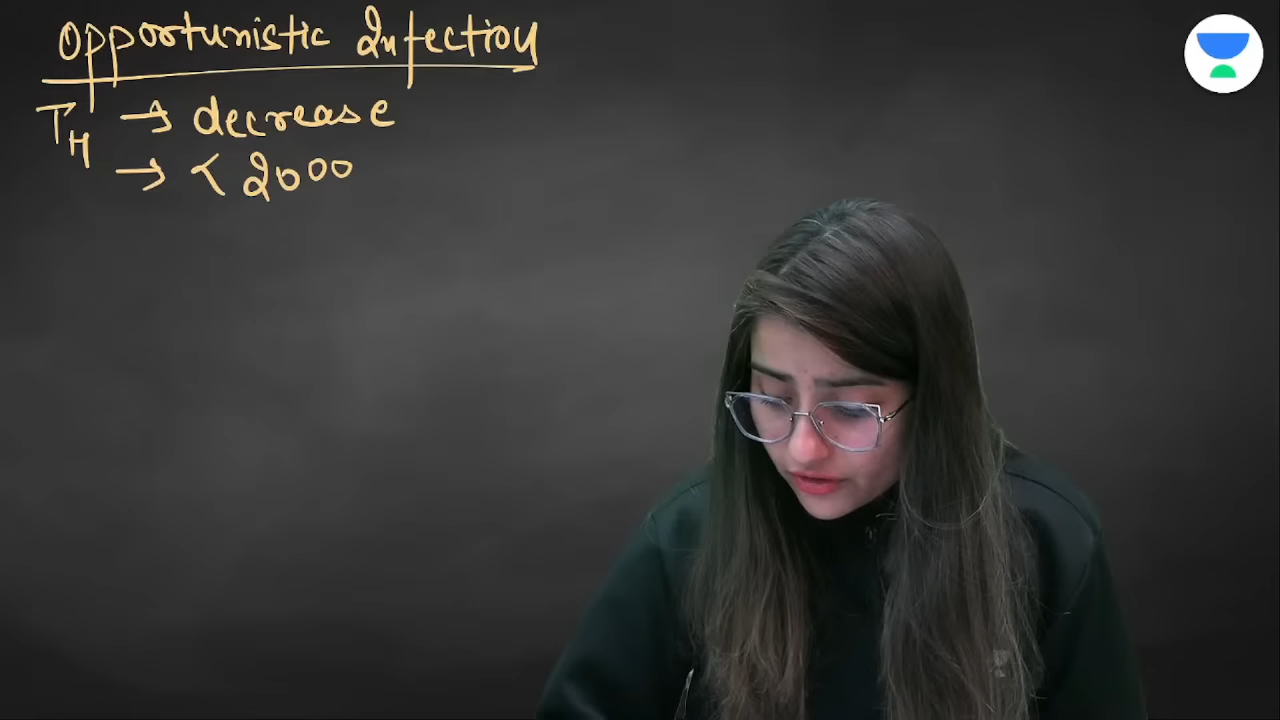 Opportunistic Infection
TH → decrease
→ < 2000